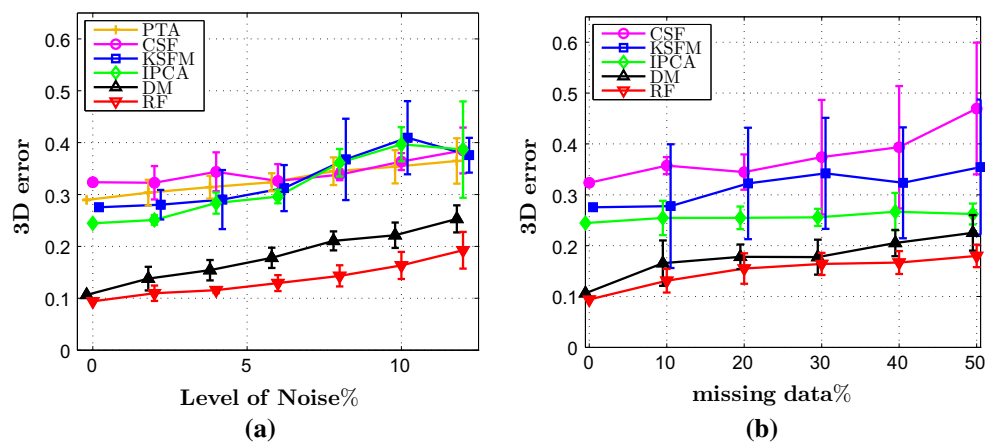 0.6
0.5
0.4
0.3
0.2
0.1
0
3D error
PTA
CSF
KSFM
IPCA
DM
RF
0
5
10
Level of Noise%
(a)
0.6
0.5
0.4
0.3
0.2
0.1
0
3D error
CSF
KSFM
IPCA
DM
RF
0
10
20
30
40
50
missing data%
(b)